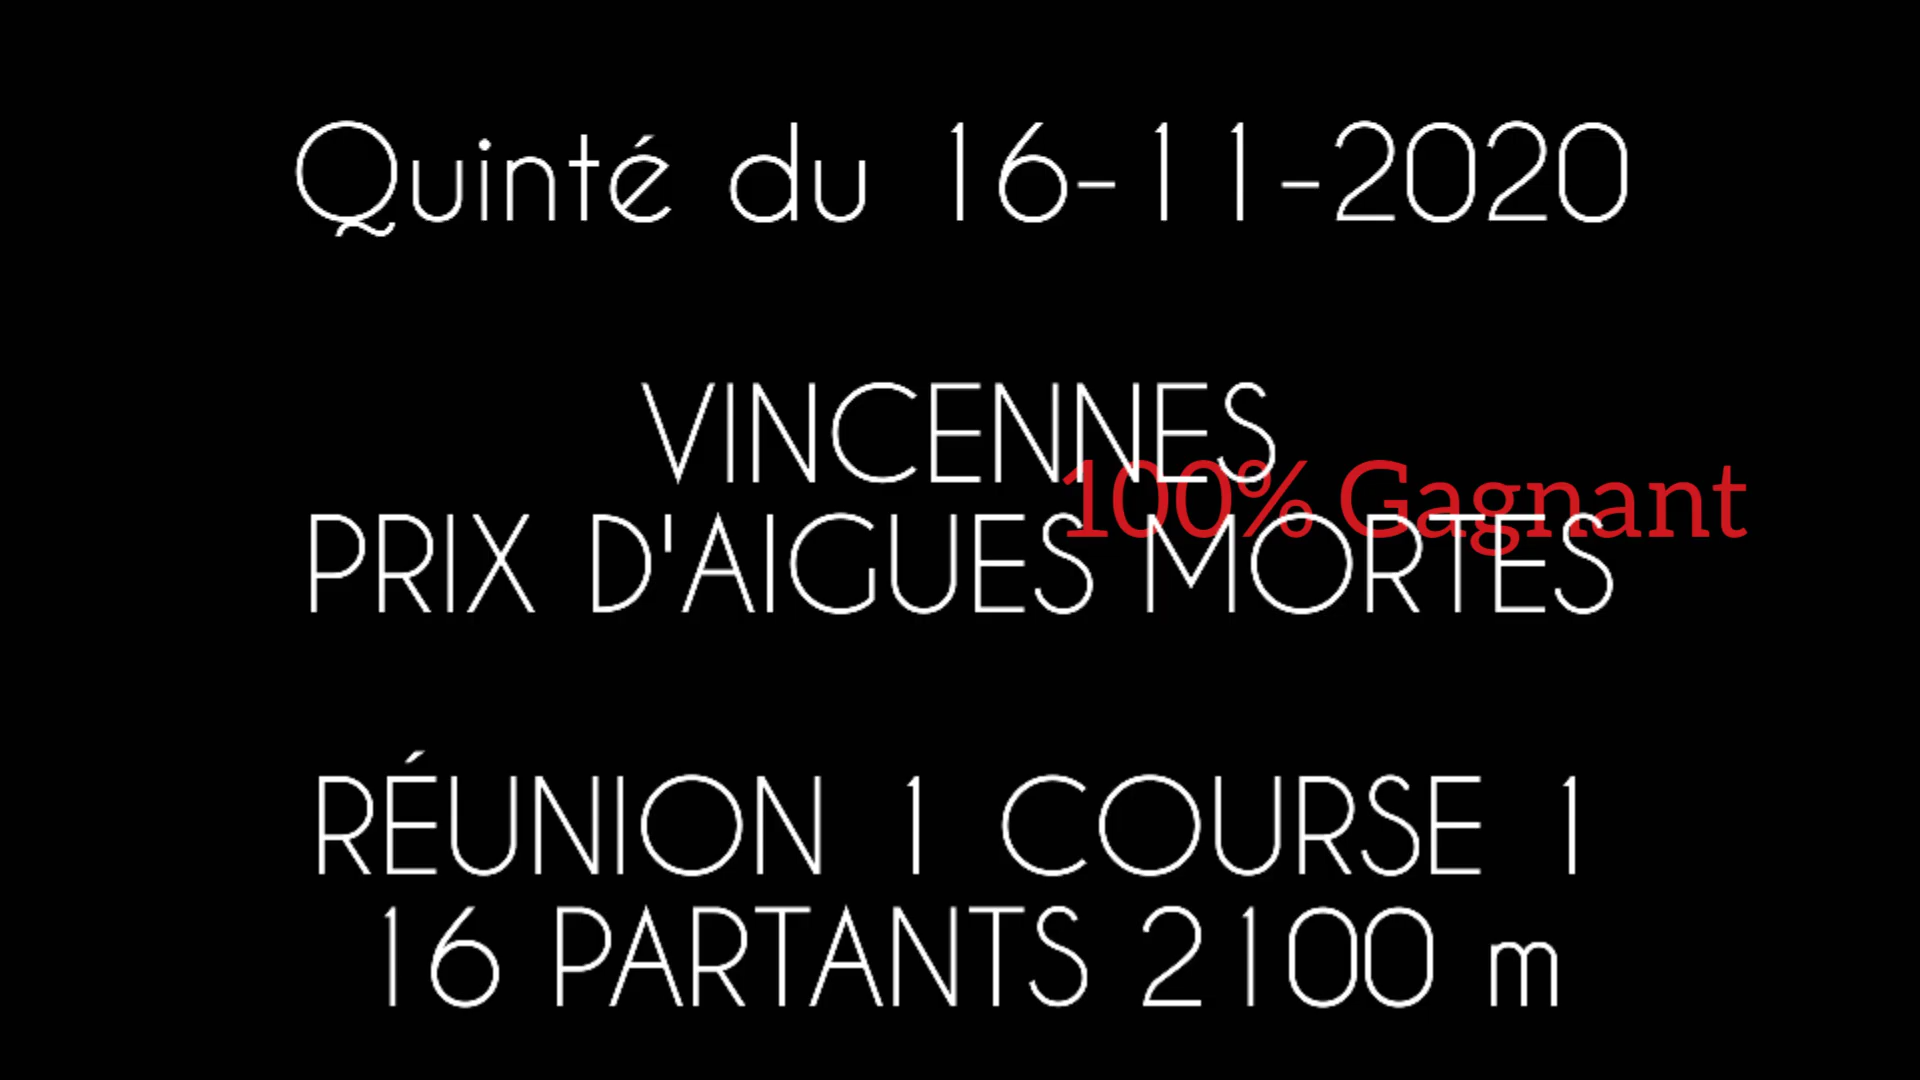 Quinté du 16-11-2020
VINCENNES
100% Gagnant
PRIX D'AIGUES MORTES
RÉUNION 1 COURSE 1
16 PARTANTS 2100 m